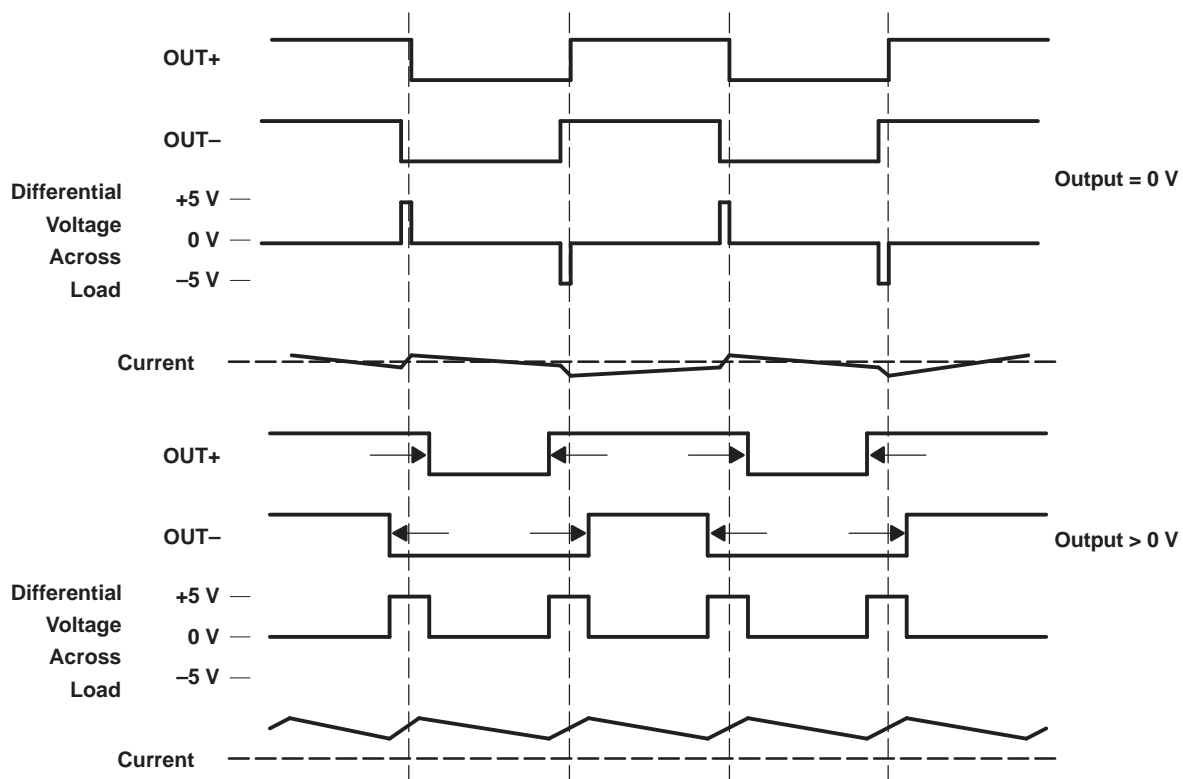 OUT+
OUT–
Output = 0 V
Differential
Voltage
Across
Load
+5 V
0 V
–5 V
Current
OUT+
OUT–
Output > 0 V
Differential
Voltage
Across
Load
+5 V
0 V
–5 V
Current